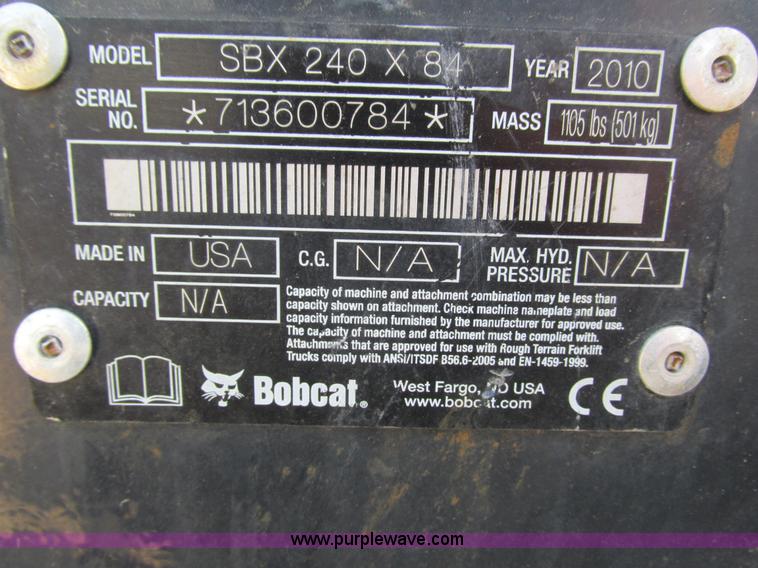 MODEL SBX 240 X 84 YEAR 2010
SERIAL NO. *713600784* MASS 1105 lbs (501 kg)
713600784
MADE IN USA C.G. N/A MAX. HYD. PRESSURE N/A
CAPACITY N/A
Capacity of machine and attachment combination may be less than
capacity shown on attachment. Check machine nameplate and load
capacity information furnished by the manufacturer for approved use.
The capacity of machine and attachment must be complied with.
Attachments that are approved for use with Rough Terrain Forklift
Trucks comply with ANSI/ITSDF B56.6-2005 and EN-1459-1999.
Bobcat® West Fargo, ND USA
www.bobcat.com
CE
www.purplewave.com